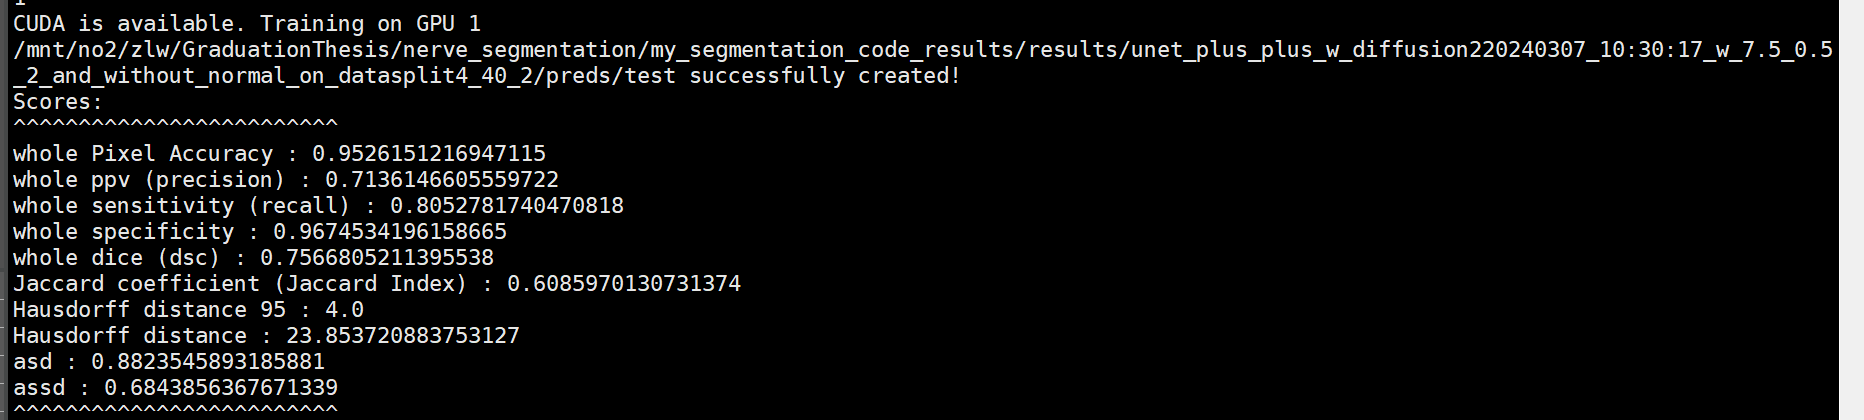 CUDA is available. Training on GPU 1
/mnt/no2/zlw/GraduationThesis/nerve_segmentation/my_segmentation_code_results/results/unet_plus_plus_w_diffusion220240307_10:30:17_w_7.5_0.5
_2_and_without_normal_on_datasplit4_40_2/preds/test successfully created!
Scores:
^^^^^^^^^^^^^^^^^^^^^^^^^
whole Pixel Accuracy : 0.9526151216947115
whole ppv (precision) : 0.7136146605559722
whole sensitivity (recall) : 0.8052781740470818
whole specificity : 0.9674534196158665
whole dice (dsc) : 0.7566805211395538
Jaccard coefficient (Jaccard Index) : 0.6085970130731374
Hausdorff distance 95 : 4.0
Hausdorff distance : 23.853720883753127
asd : 0.8823545893185881
assd : 0.6843856367671339
^^^^^^^^^^^^^^^^^^^^^^^^^